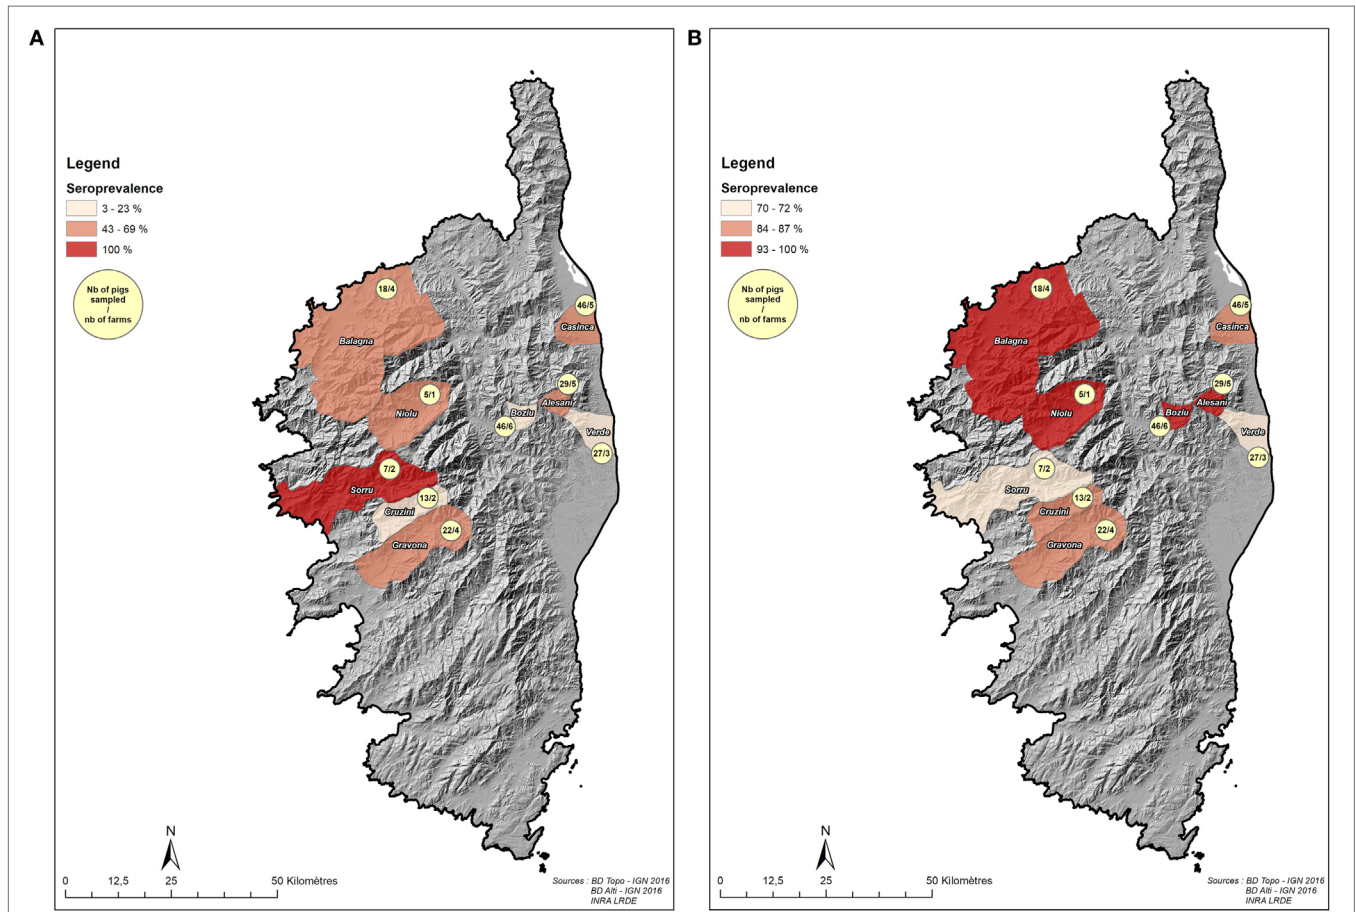 A
Legend
Seroprevalence
3 - 23 %
43 - 69 %
100 %
Nb of pigs
sampled
/
nb of farms
18/4
46/5
Casinca
Balagna
29/5
5/1
Alesani
Niolu
Boziu
46/6
Verde
27/3
7/2
Sorru
13/2
Cruzini
22/4
Gravona
N
0 12,5 25 50 Kilomètres
Sources : BD Topo - IGN 2016
BD Alti - IGN 2016
INRA LRDE
B
Legend
Seroprevalence
70 - 72 %
84 - 87 %
93 - 100 %
Nb of pigs
sampled
/
nb of farms
18/4
46/5
Casinca
Balagna
29/5
5/1
Alesani
Niolu
Boziu
46/6
Verde
27/3
7/2
Sorru
13/2
Cruzini
22/4
Gravona
N
0 12,5 25 50 Kilomètres
Sources : BD Topo - IGN 2016
BD Alti - IGN 2016
INRA LRDE